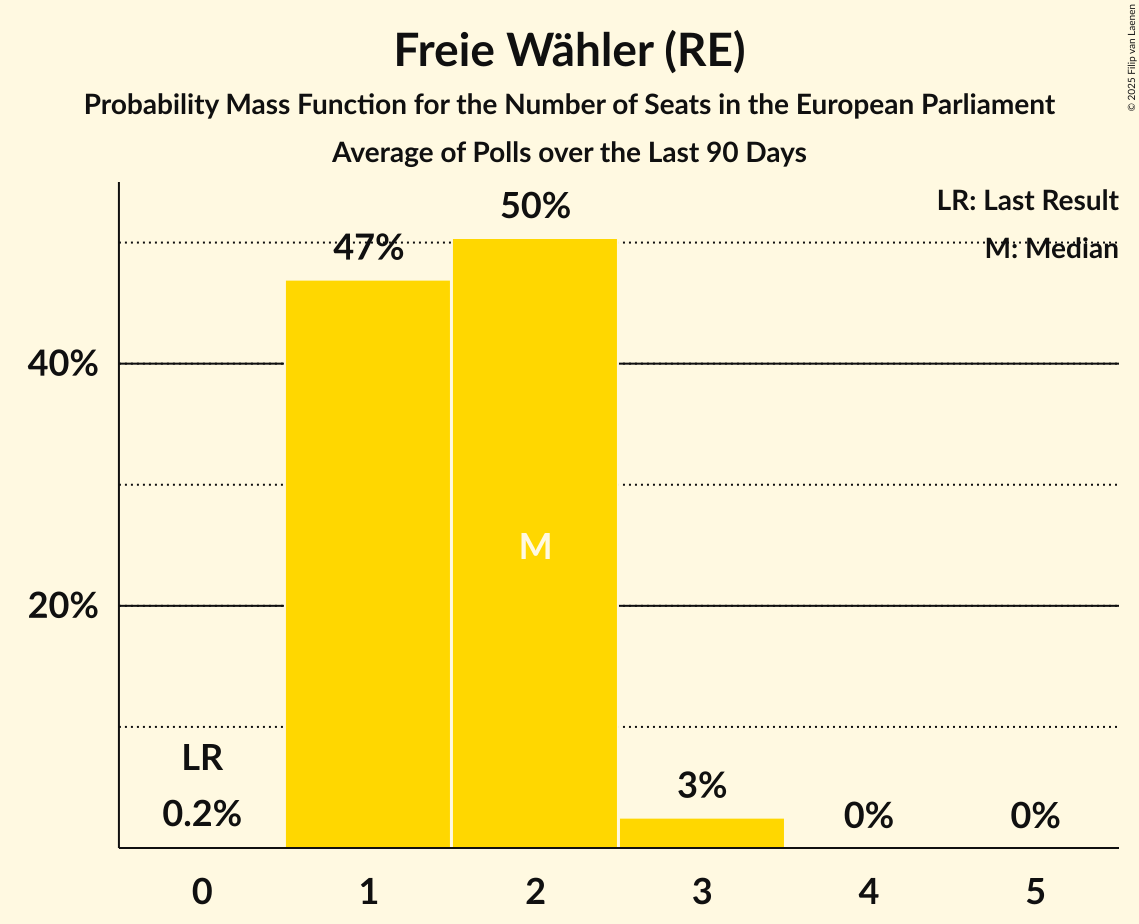 Freie Wähler (RE)
Probability Mass Function for the Number of Seats in the European Parliament
Average of Polls over the Last 90 Days
© 2025 Filip van Laenen
LR: Last Result
M: Median
50%
47%
40%
M
20%
LR
0.2%
3%
0%
0%
0
1
2
3
4
5